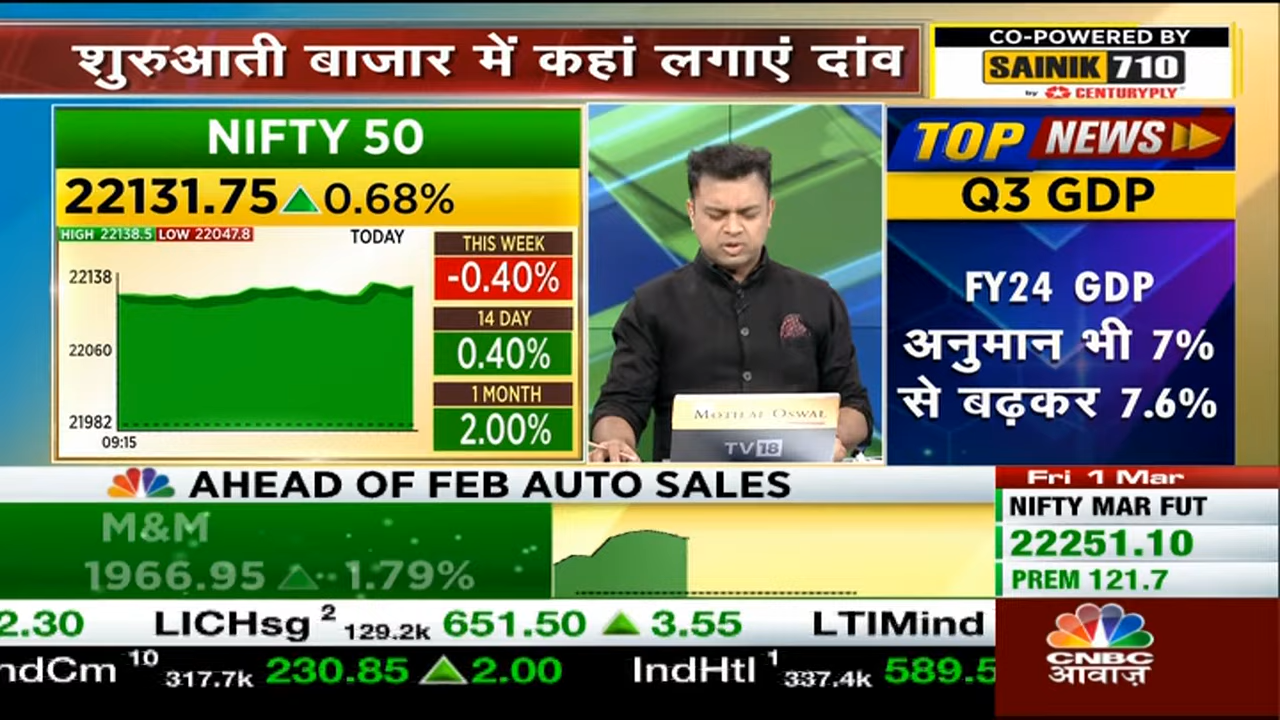 शुरुआती बाजार में कहां लगाएं दांव
CO-POWERED BY
SAINIK 710
by CENTURYPLY
NIFTY 50
22131.75 ▲ 0.68%
HIGH 22138.5 LOW 22047.8
TODAY
22138
22060
21982
09:15
THIS WEEK
-0.40%
14 DAY
0.40%
1 MONTH
2.00%
MOTILAL OSWAL
TV18
TOP NEWS
Q3 GDP
FY24 GDP
अनुमान भी 7%
से बढ़कर 7.6%
AHEAD OF FEB AUTO SALES
M&M
1966.95 ▲ 1.79%
Fri 1 Mar
NIFTY MAR FUT
22251.10
PREM 121.7
2.30 LICHsg 2 129.2k 651.50 ▲ 3.55 LTIMind
ndCm 10 317.7k 230.85 ▲ 2.00 IndHtl 1 337.4k 589.5
CNBC
आवाज़